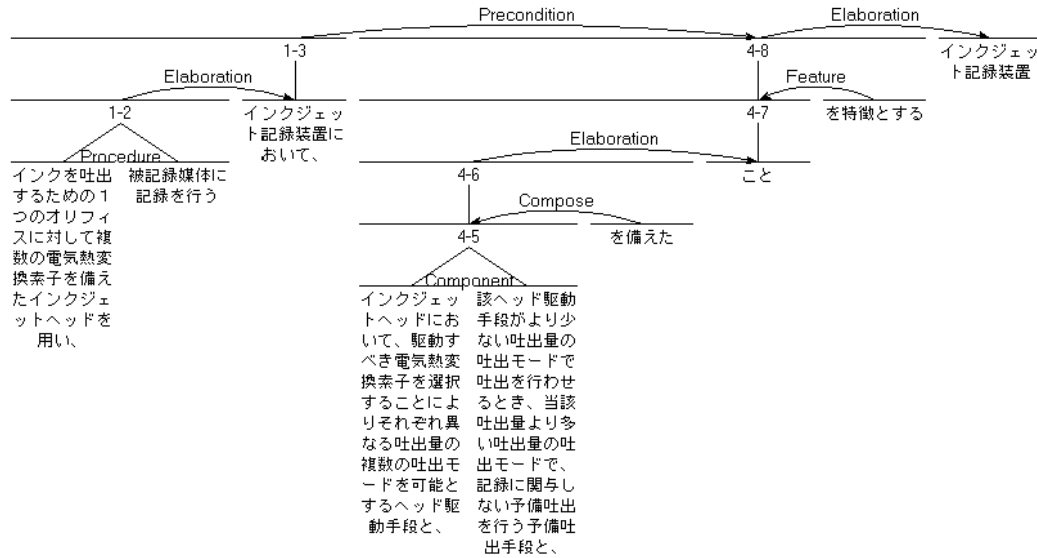 Precondition
Elaboration
1-3
4-8
インクジェッ
ト記録装置
Elaboration
Feature
1-2
インクジェッ
ト記録装置に
おいて、
4-7
を特徴とする
Procedure
Elaboration
インクを吐出
するための１
つのオリフィ
スに対して複
数の電気熱変
換素子を備え
たインクジェ
ットヘッドを
用い、
被記録媒体に
記録を行う
4-6
こと
Compose
4-5
を備えた
Component
インクジェッ
トヘッドにお
いて、駆動す
べき電気熱変
換素子を選択
することによ
りそれぞれ異
なる吐出量の
複数の吐出モ
ードを可能と
するヘッド駆
動手段と、
該ヘッド駆動
手段がより少
ない吐出量の
吐出モードで
吐出を行わせ
るとき、当該
吐出量より多
い吐出量の吐
出モードで、
記録に関与し
ない予備吐出
を行う予備吐
出手段と、